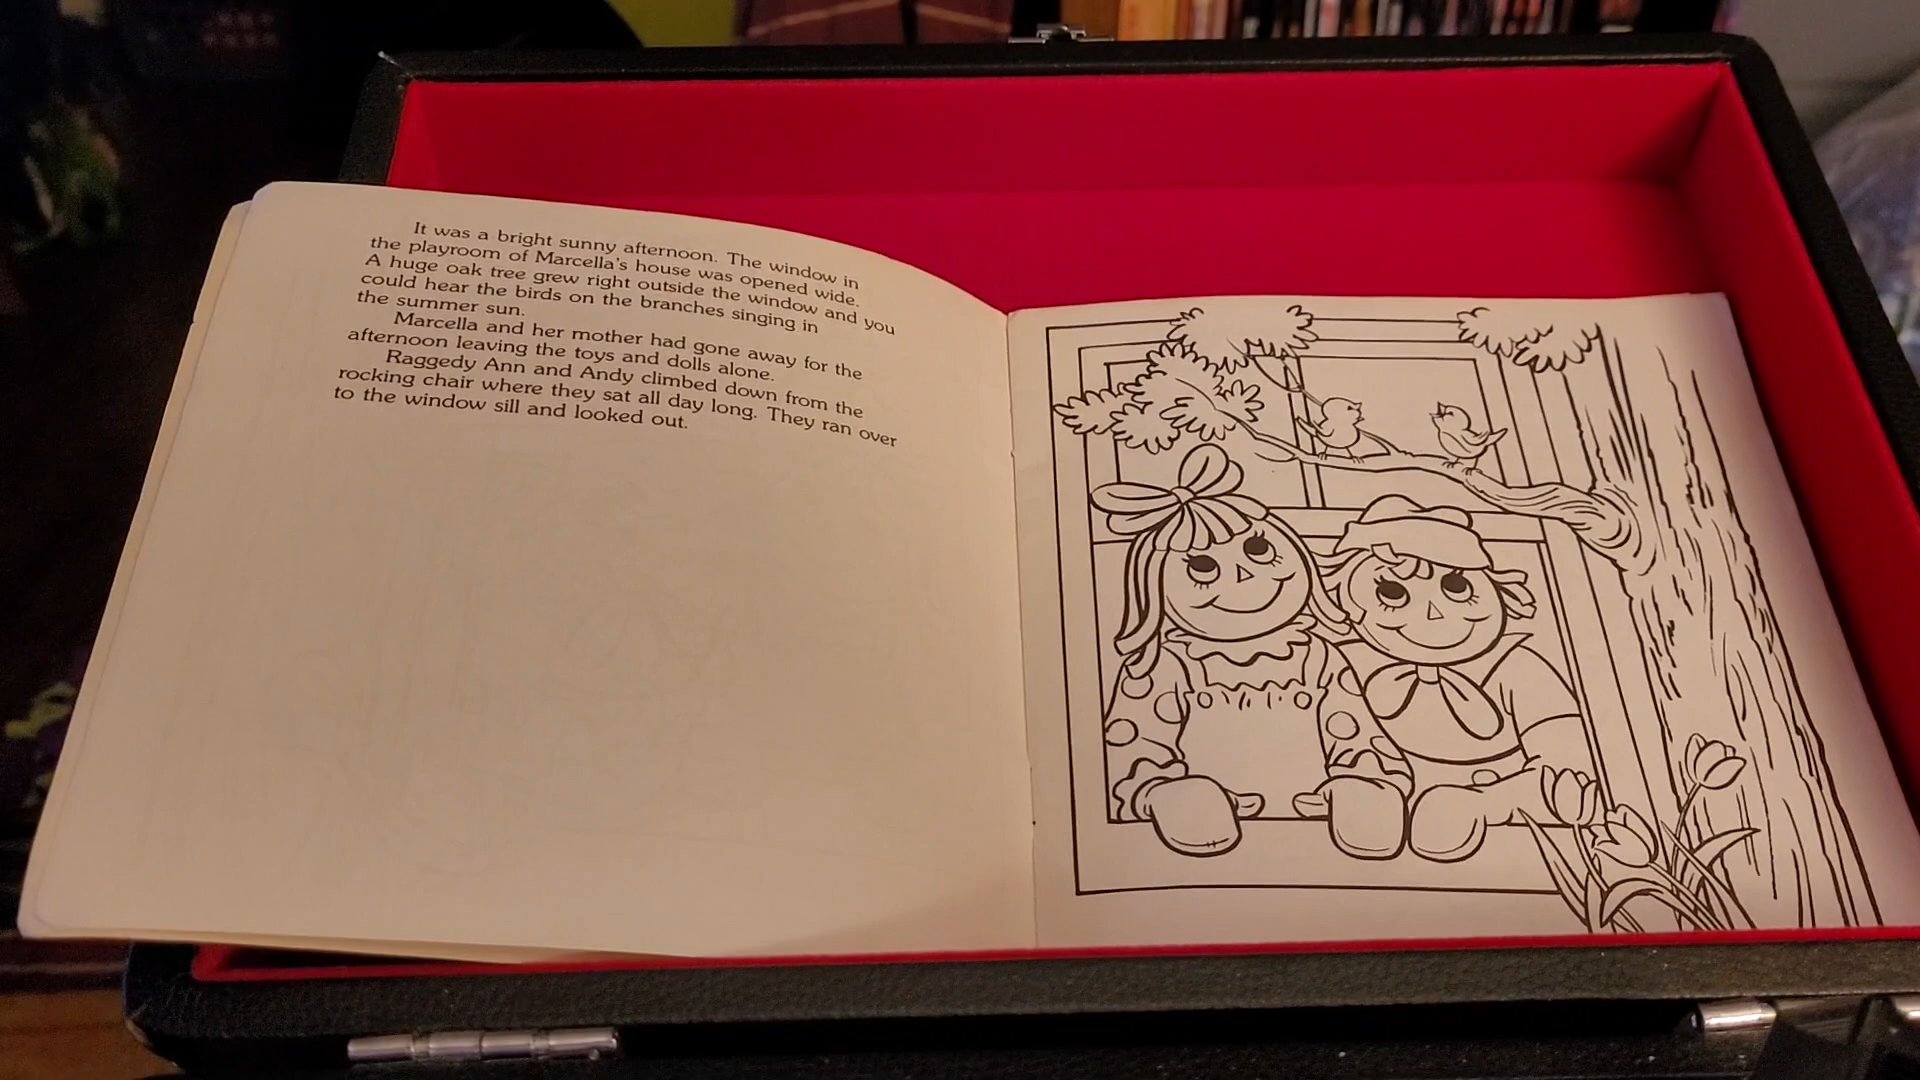 It was a bright sunny afternoon. The window in
the playroom of Marcella's house was opened wide.
A huge oak tree grew right outside the window and you
could hear the birds on the branches singing in
the summer sun.
Marcella and her mother had gone away for the
afternoon leaving the toys and dolls alone.
Raggedy Ann and Andy climbed down from the
rocking chair where they sat all day long. They ran over
to the window sill and looked out.